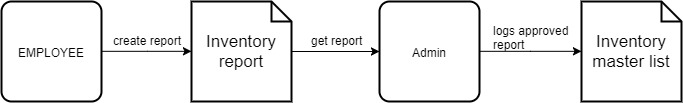 EMPLOYEE
create report
Inventory
report
get report
Admin
logs approved
report
Inventory
master list